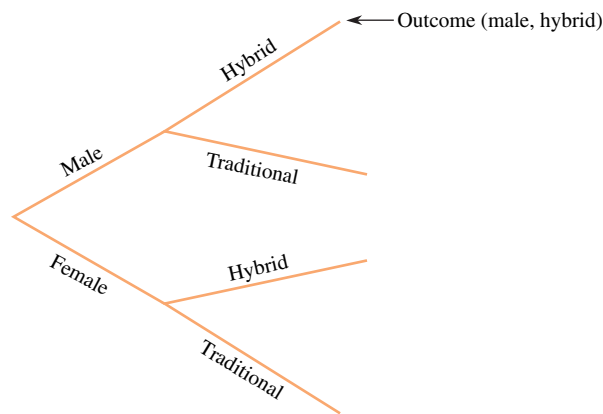 Outcome (male, hybrid)
Hybrid
Male
Traditional
Female
Hybrid
Traditional